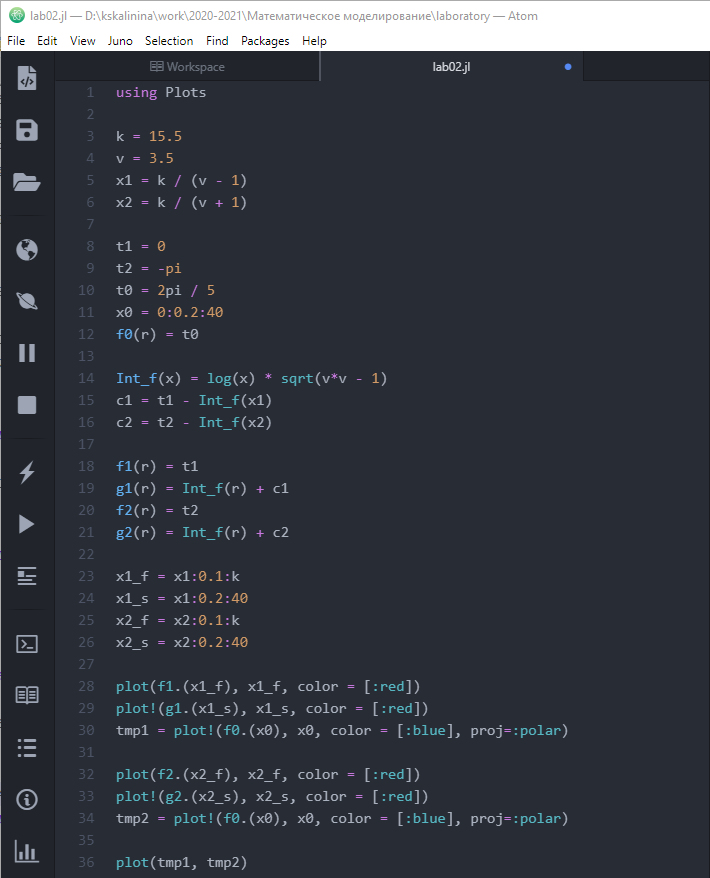 lab02.jl — D:\kskalinina\work\2020-2021\Математическое моделирование\laboratory — Atom
File Edit View Juno Selection Find Packages Help
Workspace lab02.jl
1 using Plots
2
3 k = 15.5
4 v = 3.5
5 x1 = k / (v - 1)
6 x2 = k / (v + 1)
7
8 t1 = 0
9 t2 = -pi
10 t0 = 2pi / 5
11 x0 = 0:0.2:40
12 f0(r) = t0
13
14 Int_f(x) = log(x) * sqrt(v*v - 1)
15 c1 = t1 - Int_f(x1)
16 c2 = t2 - Int_f(x2)
17
18 f1(r) = t1
19 g1(r) = Int_f(r) + c1
20 f2(r) = t2
21 g2(r) = Int_f(r) + c2
22
23 x1_f = x1:0.1:k
24 x1_s = x1:0.2:40
25 x2_f = x2:0.1:k
26 x2_s = x2:0.2:40
27
28 plot(f1.(x1_f), x1_f, color = [:red])
29 plot!(g1.(x1_s), x1_s, color = [:red])
30 tmp1 = plot!(f0.(x0), x0, color = [:blue], proj=:polar)
31
32 plot(f2.(x2_f), x2_f, color = [:red])
33 plot!(g2.(x2_s), x2_s, color = [:red])
34 tmp2 = plot!(f0.(x0), x0, color = [:blue], proj=:polar)
35
36 plot(tmp1, tmp2)